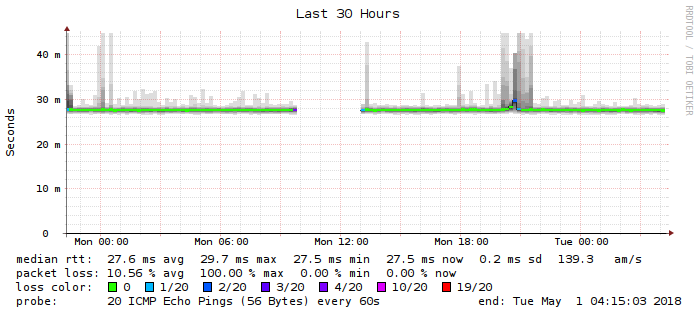 Last 30 Hours
RRDTOOL / TOBI OETIKER
Seconds
40 m
30 m
20 m
10 m
0
Mon 00:00 Mon 06:00 Mon 12:00 Mon 18:00 Tue 00:00
median rtt: 27.6 ms avg 29.7 ms max 27.5 ms min 27.5 ms now 0.2 ms sd 139.3 am/s
packet loss: 10.56 % avg 100.00 % max 0.00 % min 0.00 % now
loss color: 0 1/20 2/20 3/20 4/20 10/20 19/20
probe: 20 ICMP Echo Pings (56 Bytes) every 60s end: Tue May 1 04:15:03 2018